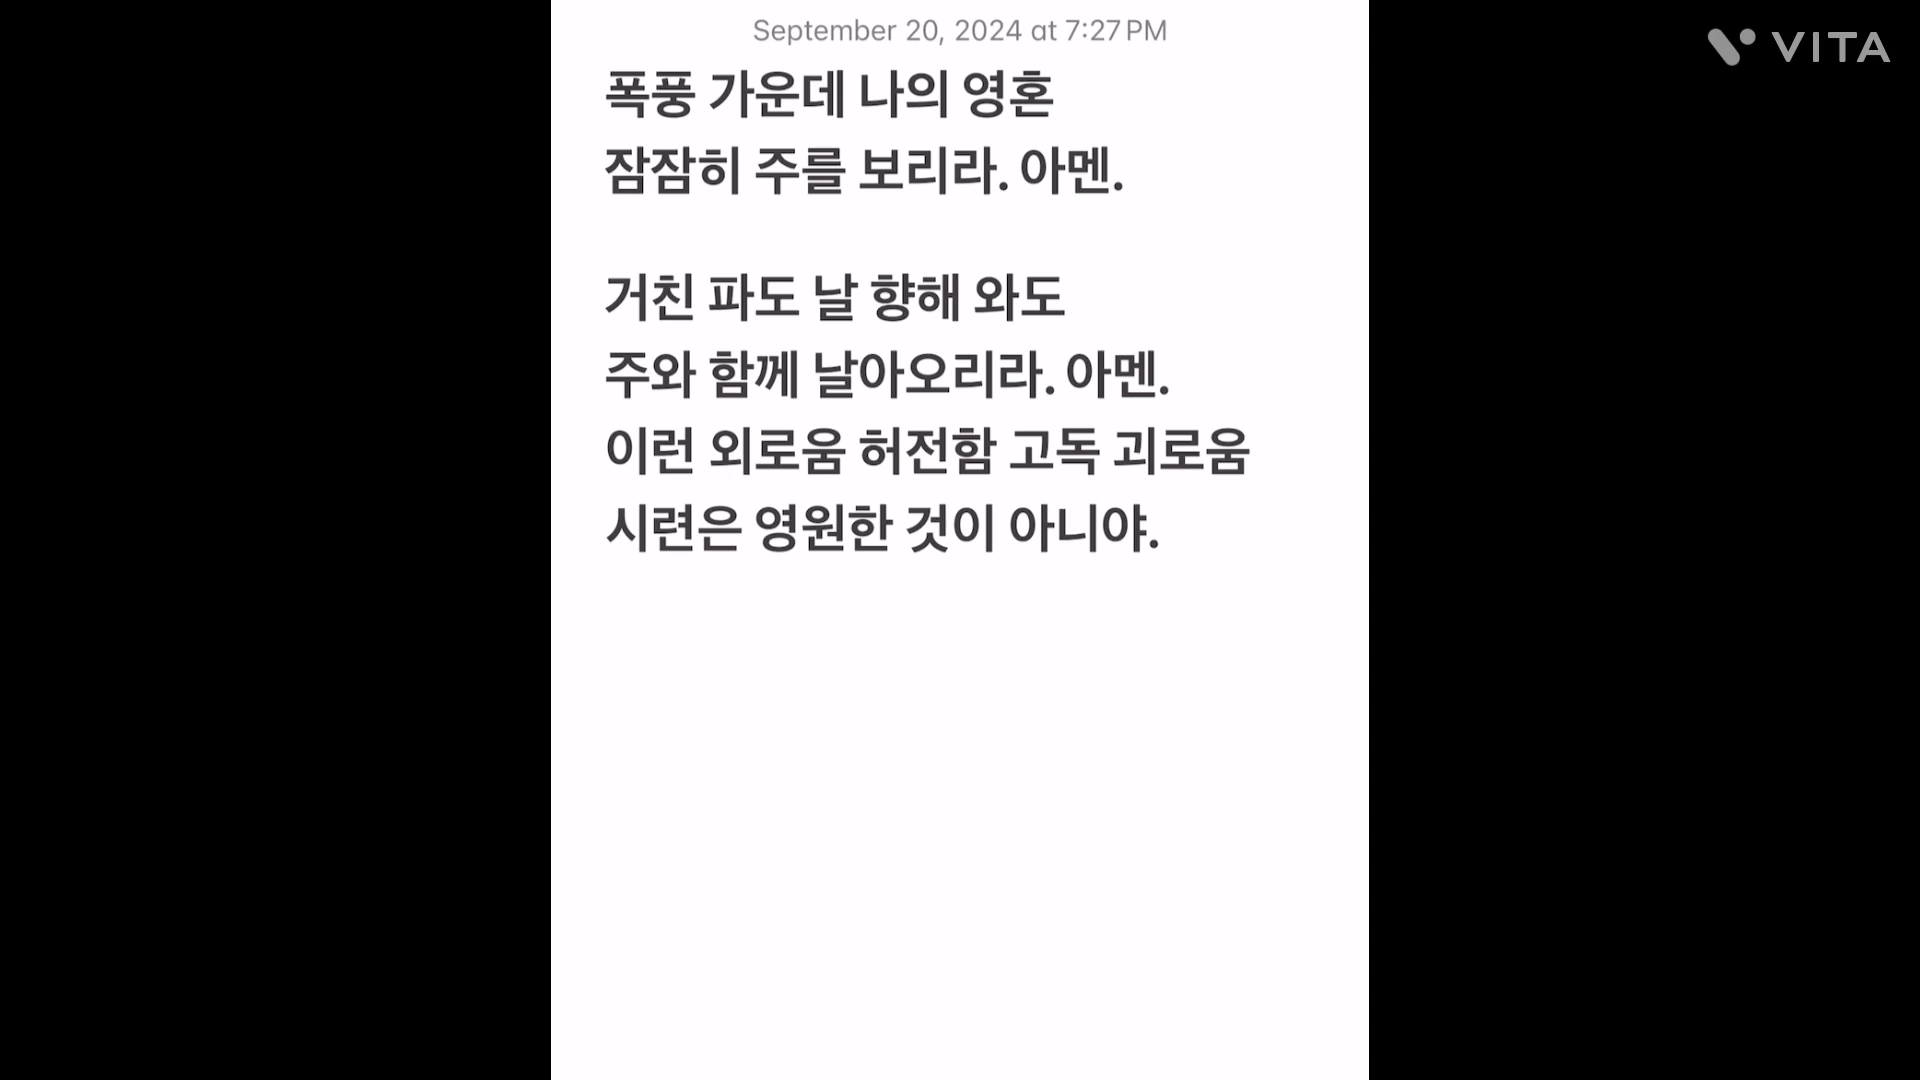 September 20, 2024 at 7:27 PM
VITA
폭풍 가운데 나의 영혼
잠잠히 주를 보리라. 아멘.
거친 파도 날 향해 와도
주와 함께 날아오리라. 아멘.
이런 외로움 허전함 고독 괴로움
시련은 영원한 것이 아니야.